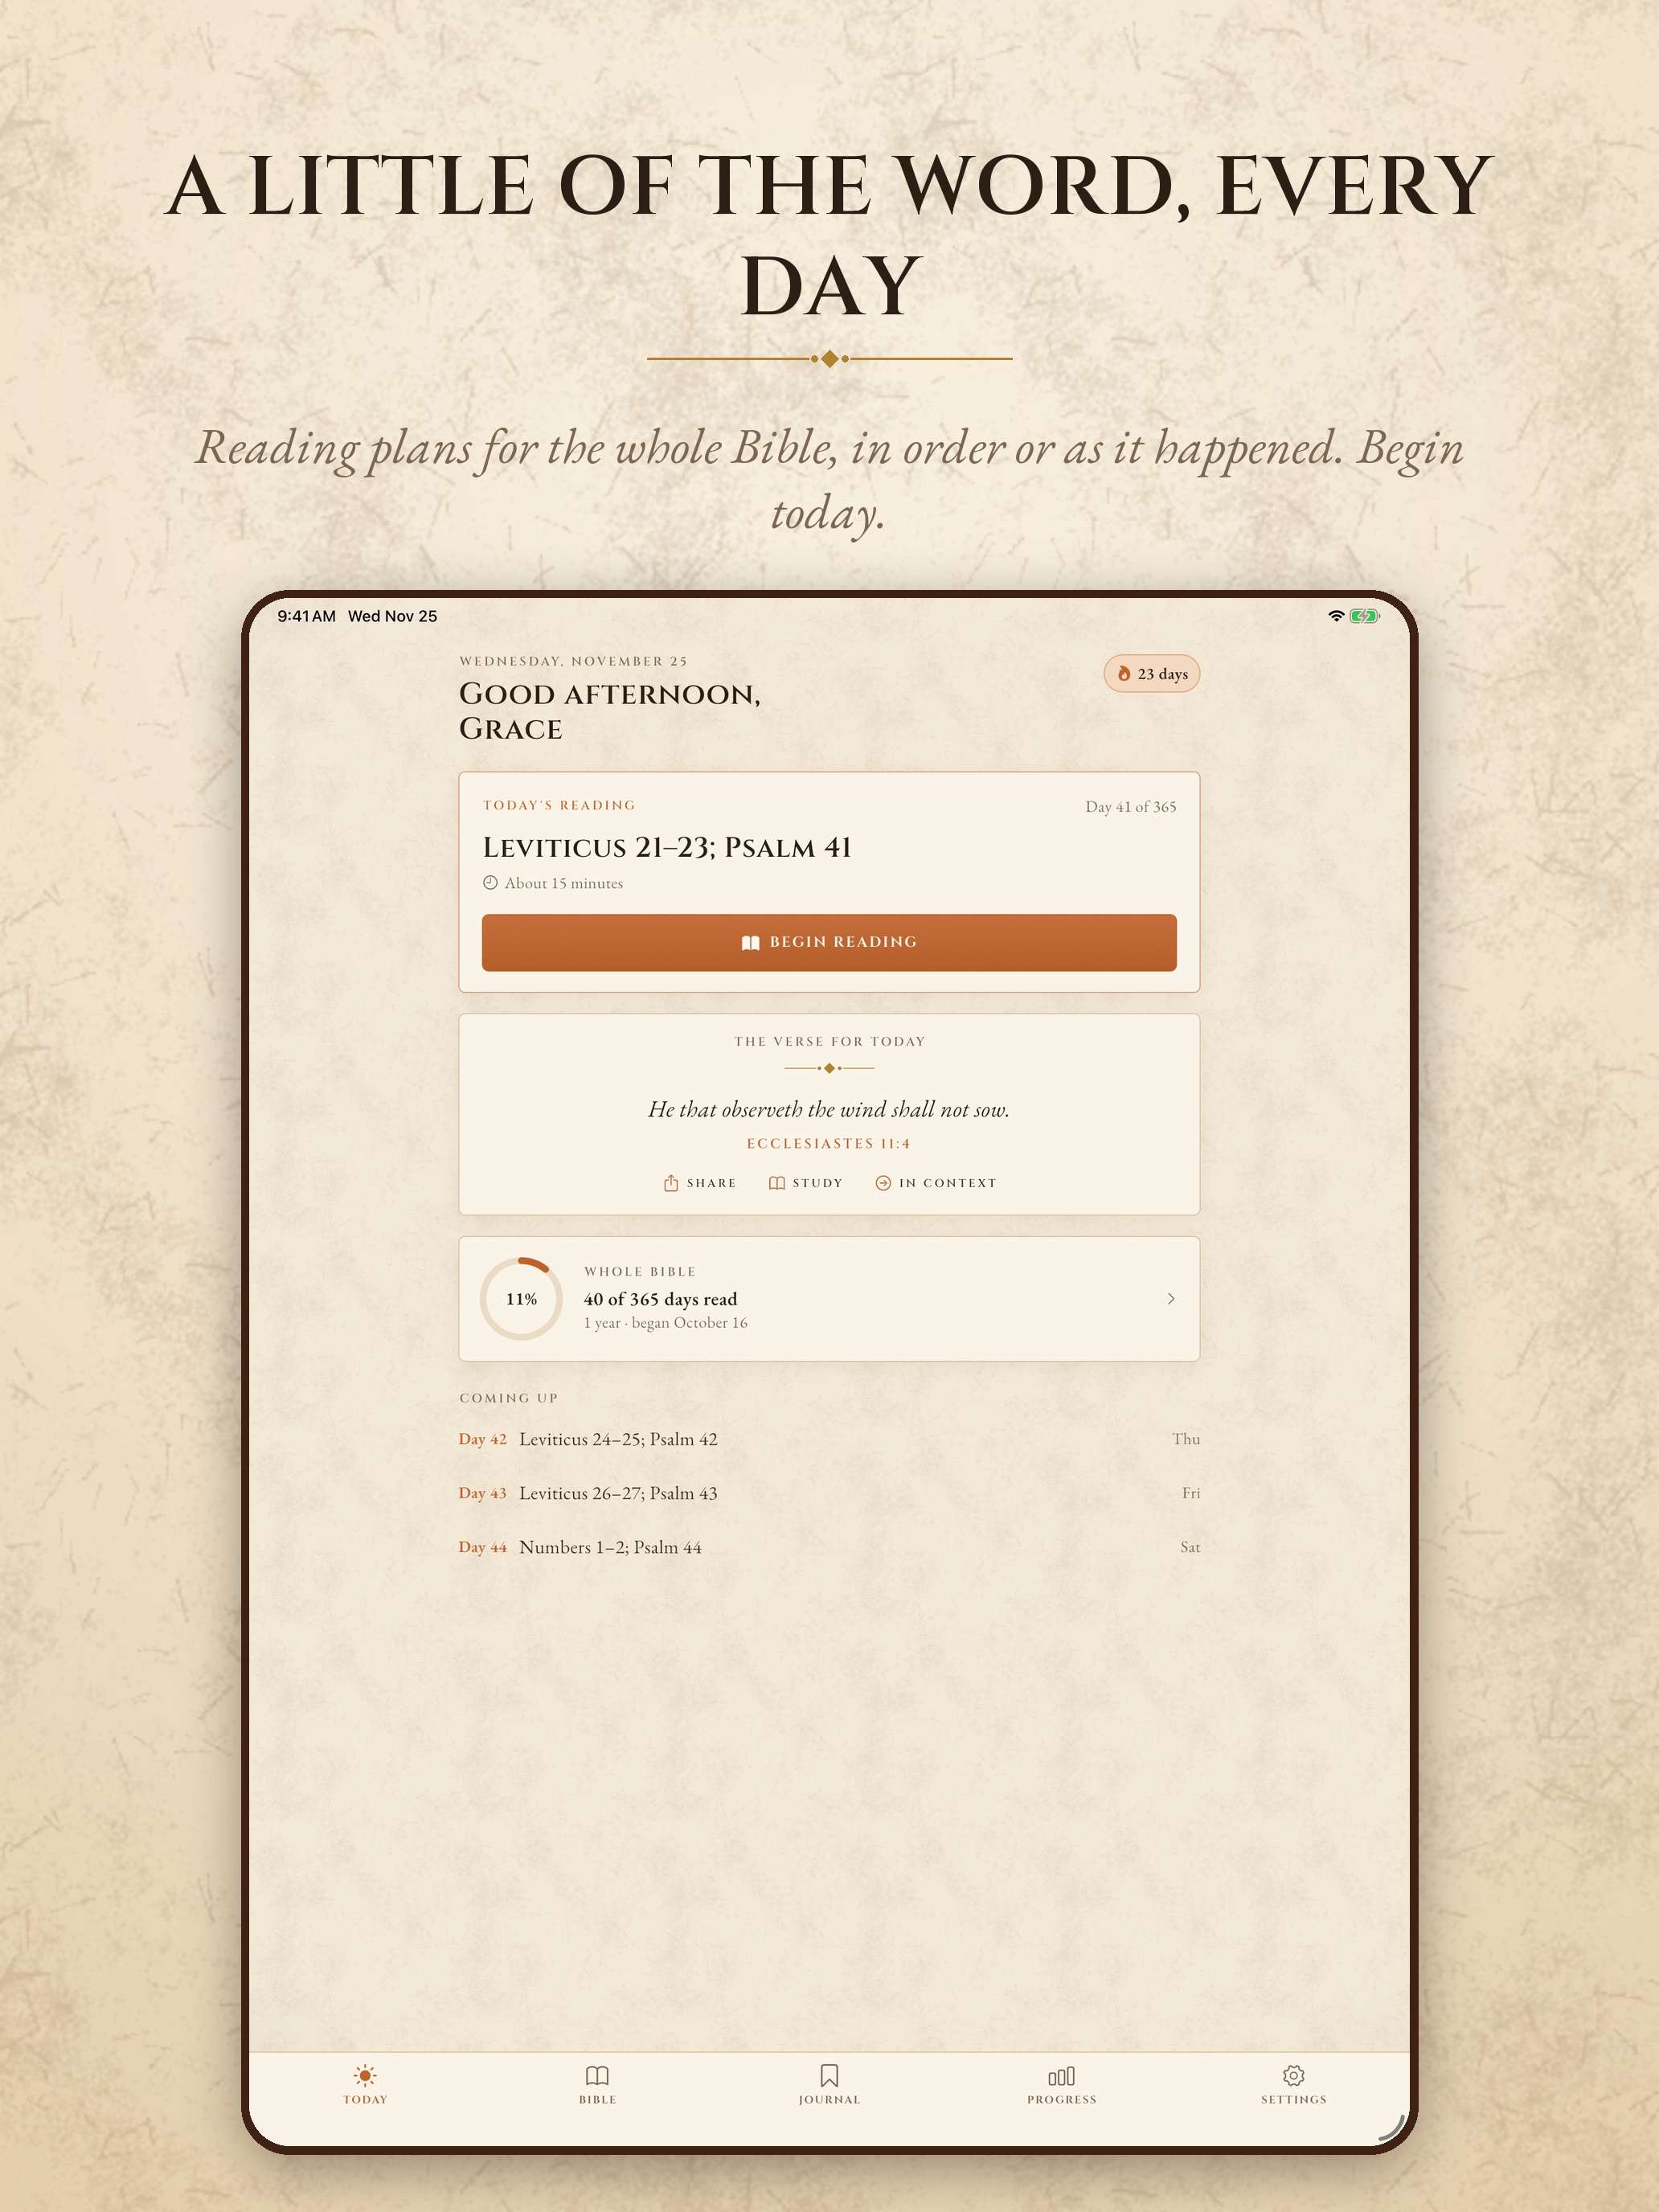 A LITTLE OF THE WORD, EVERY
DAY
Reading plans for the whole Bible, in order or as it happened. Begin
today.
9:41 AM Wed Nov 25
WEDNESDAY, NOVEMBER 25
GOOD AFTERNOON,
GRACE
23 days
TODAY'S READING
Day 41 of 365
LEVITICUS 21–23; PSALM 41
About 15 minutes
BEGIN READING
THE VERSE FOR TODAY
He that observeth the wind shall not sow.
ECCLESIASTES 11:4
SHARE STUDY IN CONTEXT
11%
WHOLE BIBLE
40 of 365 days read
1 year · began October 16
COMING UP
Day 42 Leviticus 24–25; Psalm 42 Thu
Day 43 Leviticus 26–27; Psalm 43 Fri
Day 44 Numbers 1–2; Psalm 44 Sat
TODAY BIBLE JOURNAL PROGRESS SETTINGS